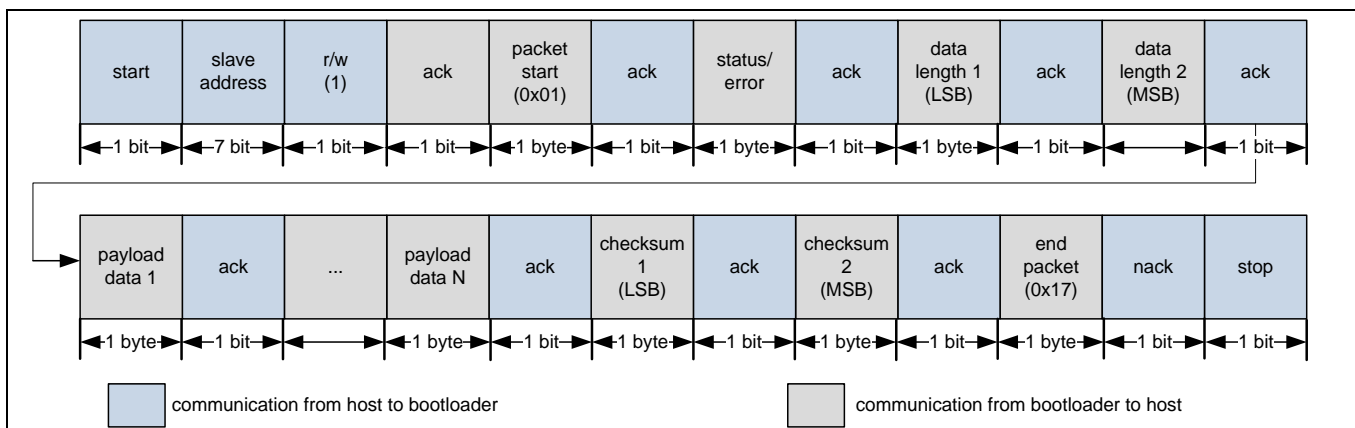 start
slave
address
r/w
(1)
ack
packet
start
(0x01)
ack
status/
error
ack
data
length 1
(LSB)
ack
data
length 2
(MSB)
ack
1 bit
7 bit
1 bit
1 bit
1 byte
1 bit
1 byte
1 bit
1 byte
1 bit
1 bit
payload
data 1
ack
...
payload
data N
ack
checksum
1
(LSB)
ack
checksum
2
(MSB)
ack
end
packet
(0x17)
nack
stop
1 byte
1 bit
1 byte
1 bit
1 byte
1 bit
1 byte
1 bit
1 byte
1 bit
1 bit
communication from host to bootloader
communication from bootloader to host